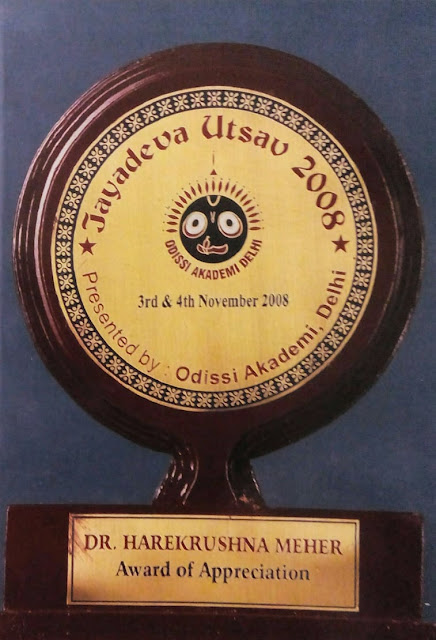 ★ Jayadeva Utsav 2008 ★
ODISSI AKADEMI DELHI
3rd & 4th November 2008
Presented by : Odissi Akademi, Delhi
DR. HAREKRUSHNA MEHER
Award of Appreciation